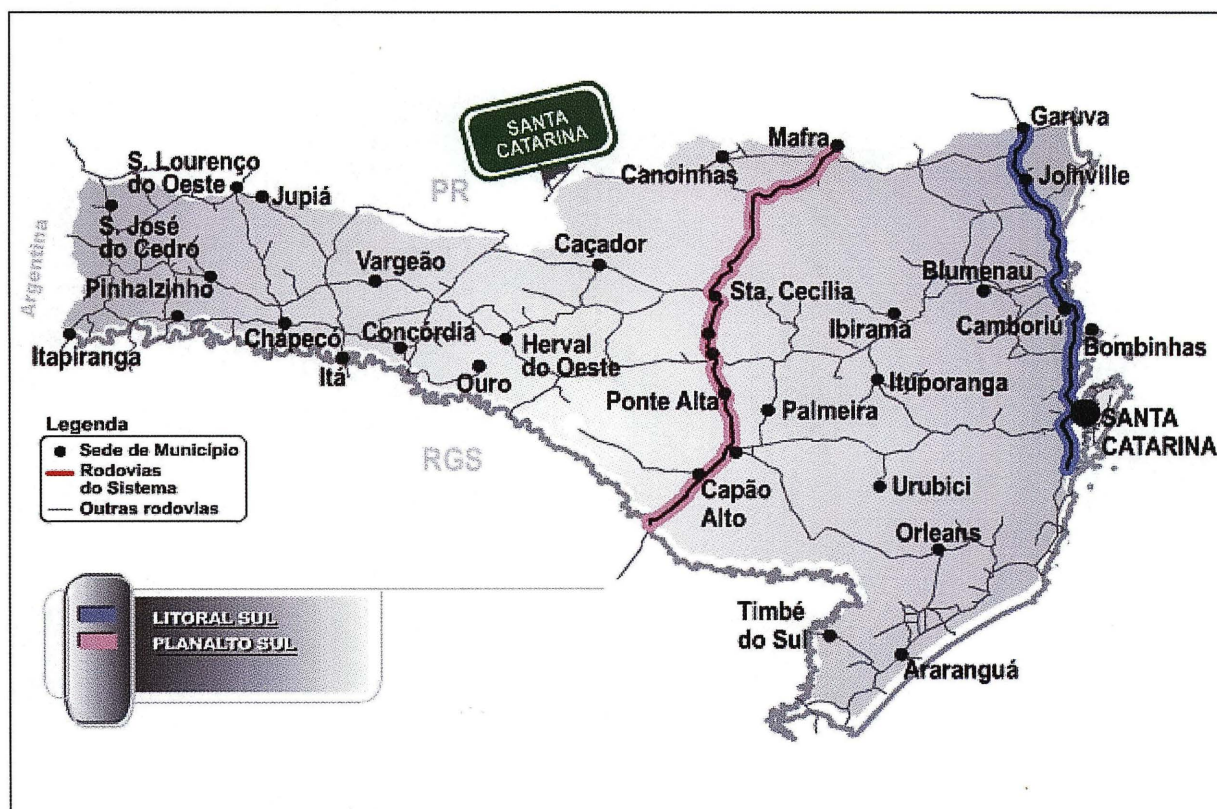 SANTA
CATARINA
Garuva
Mafra
Canoinhas
Joinville
S. Lourenço
do Oeste
Jupiá
PR
S. José
do Cedro
Caçador
Vargeão
Blumenau
Argentina
Pinhalzinho
Sta. Cecília
Ibirama
Camboriú
Chapecó
Concórdia
Herval
do Oeste
Bombinhas
Itapiranga
Itá
Ouro
Ituporanga
Ponte Alta
Palmeira
SANTA
CATARINA
Legenda
Sede de Município
Rodovias
do Sistema
Outras rodovias
RGS
Capão
Alto
Urubici
Orleans
LITORAL SUL
PLANALTO SUL
Timbé
do Sul
Araranguá